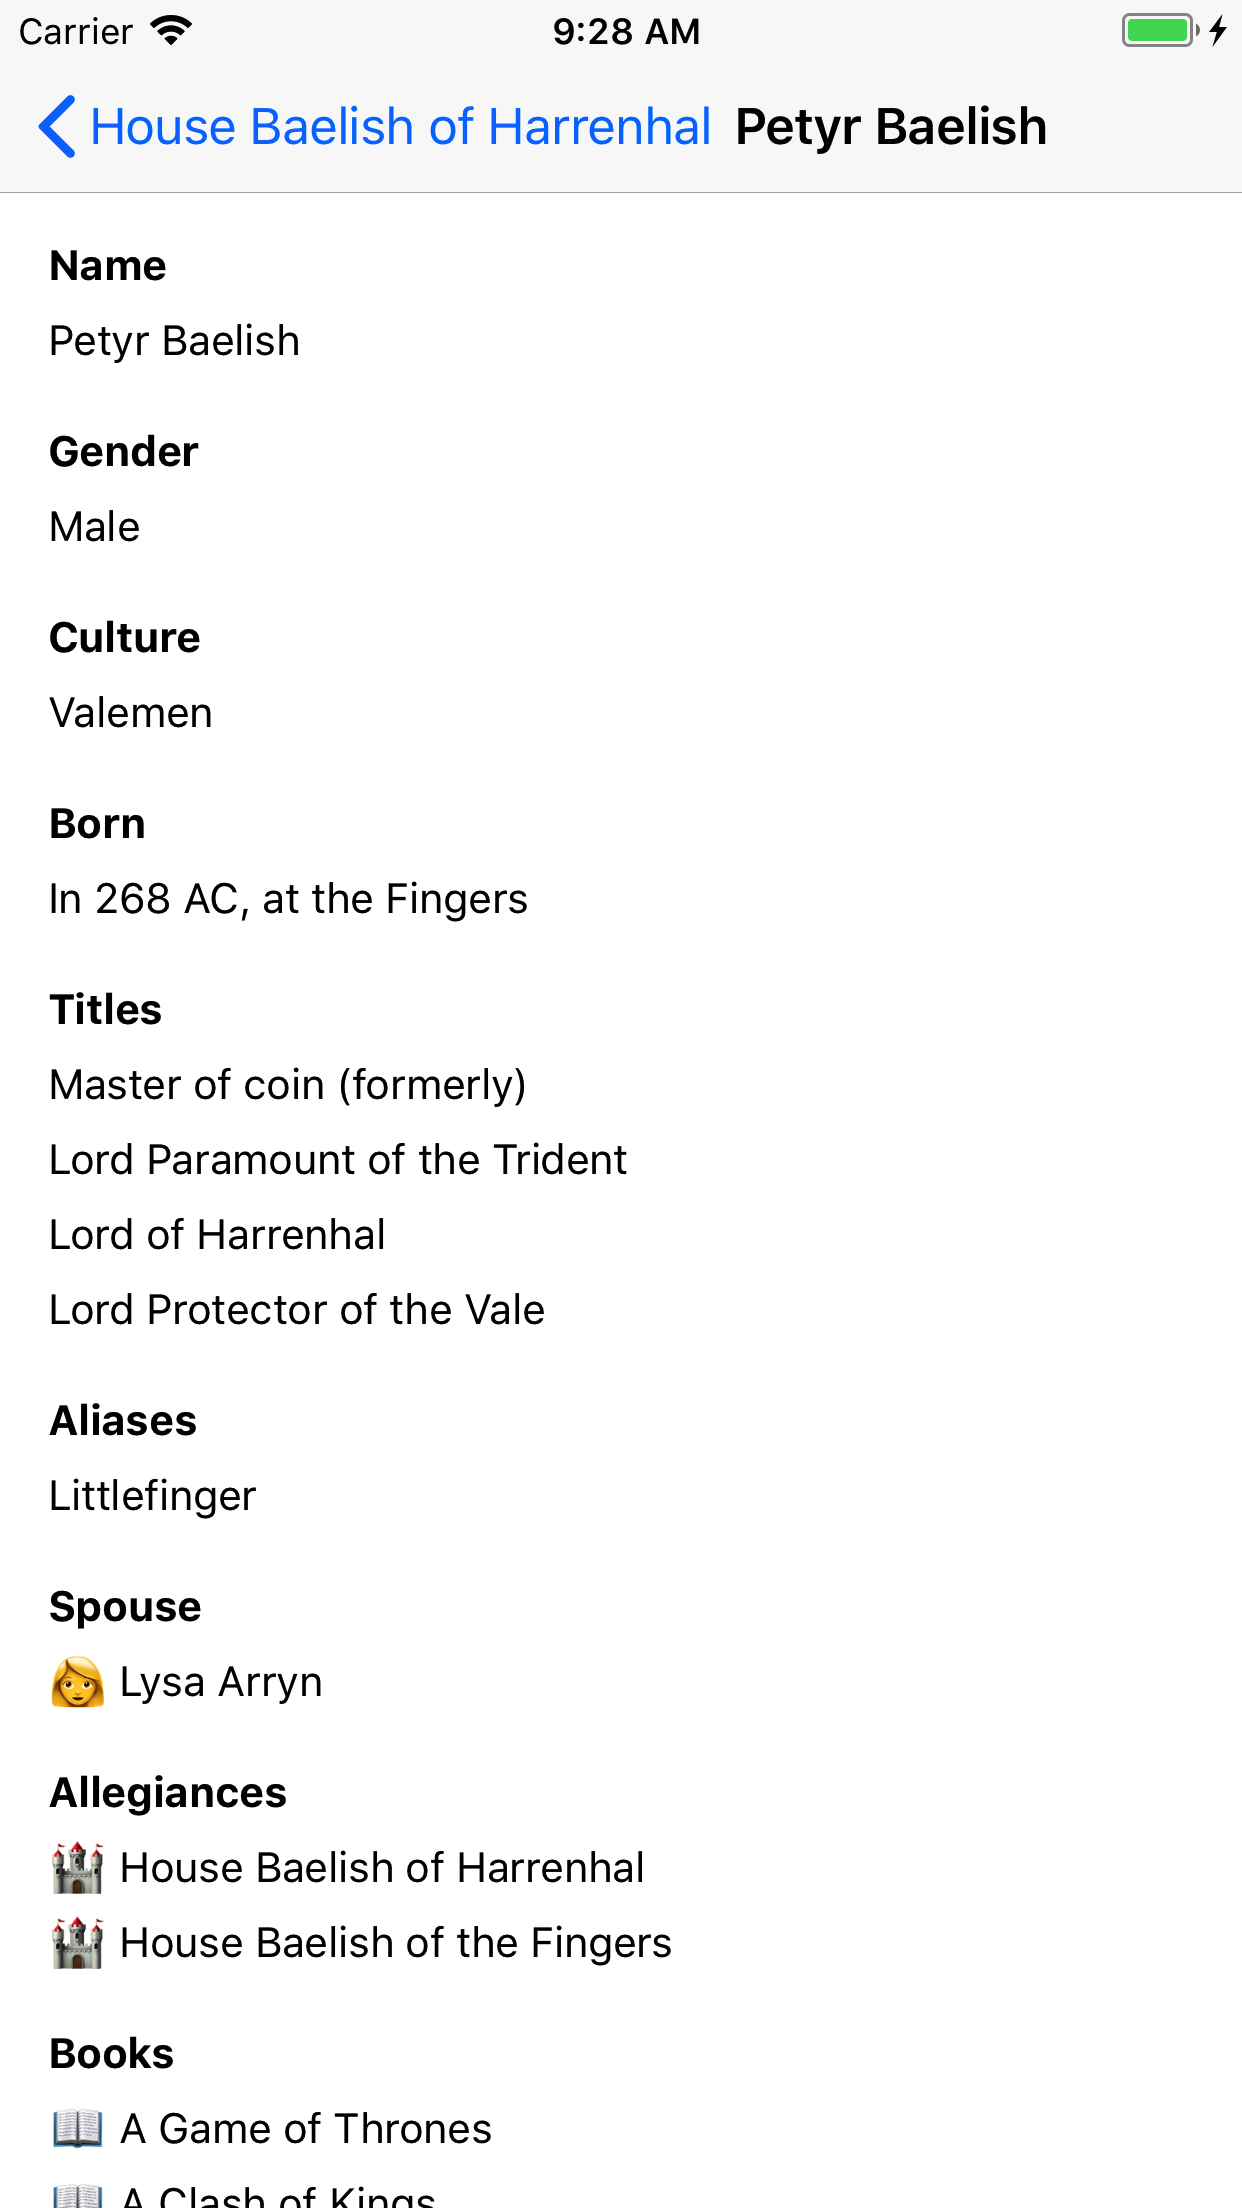 Carrier 9:28 AM
House Baelish of Harrenhal Petyr Baelish
Name
Petyr Baelish
Gender
Male
Culture
Valemen
Born
In 268 AC, at the Fingers
Titles
Master of coin (formerly)
Lord Paramount of the Trident
Lord of Harrenhal
Lord Protector of the Vale
Aliases
Littlefinger
Spouse
Lysa Arryn
Allegiances
House Baelish of Harrenhal
House Baelish of the Fingers
Books
A Game of Thrones
A Clash of Kings